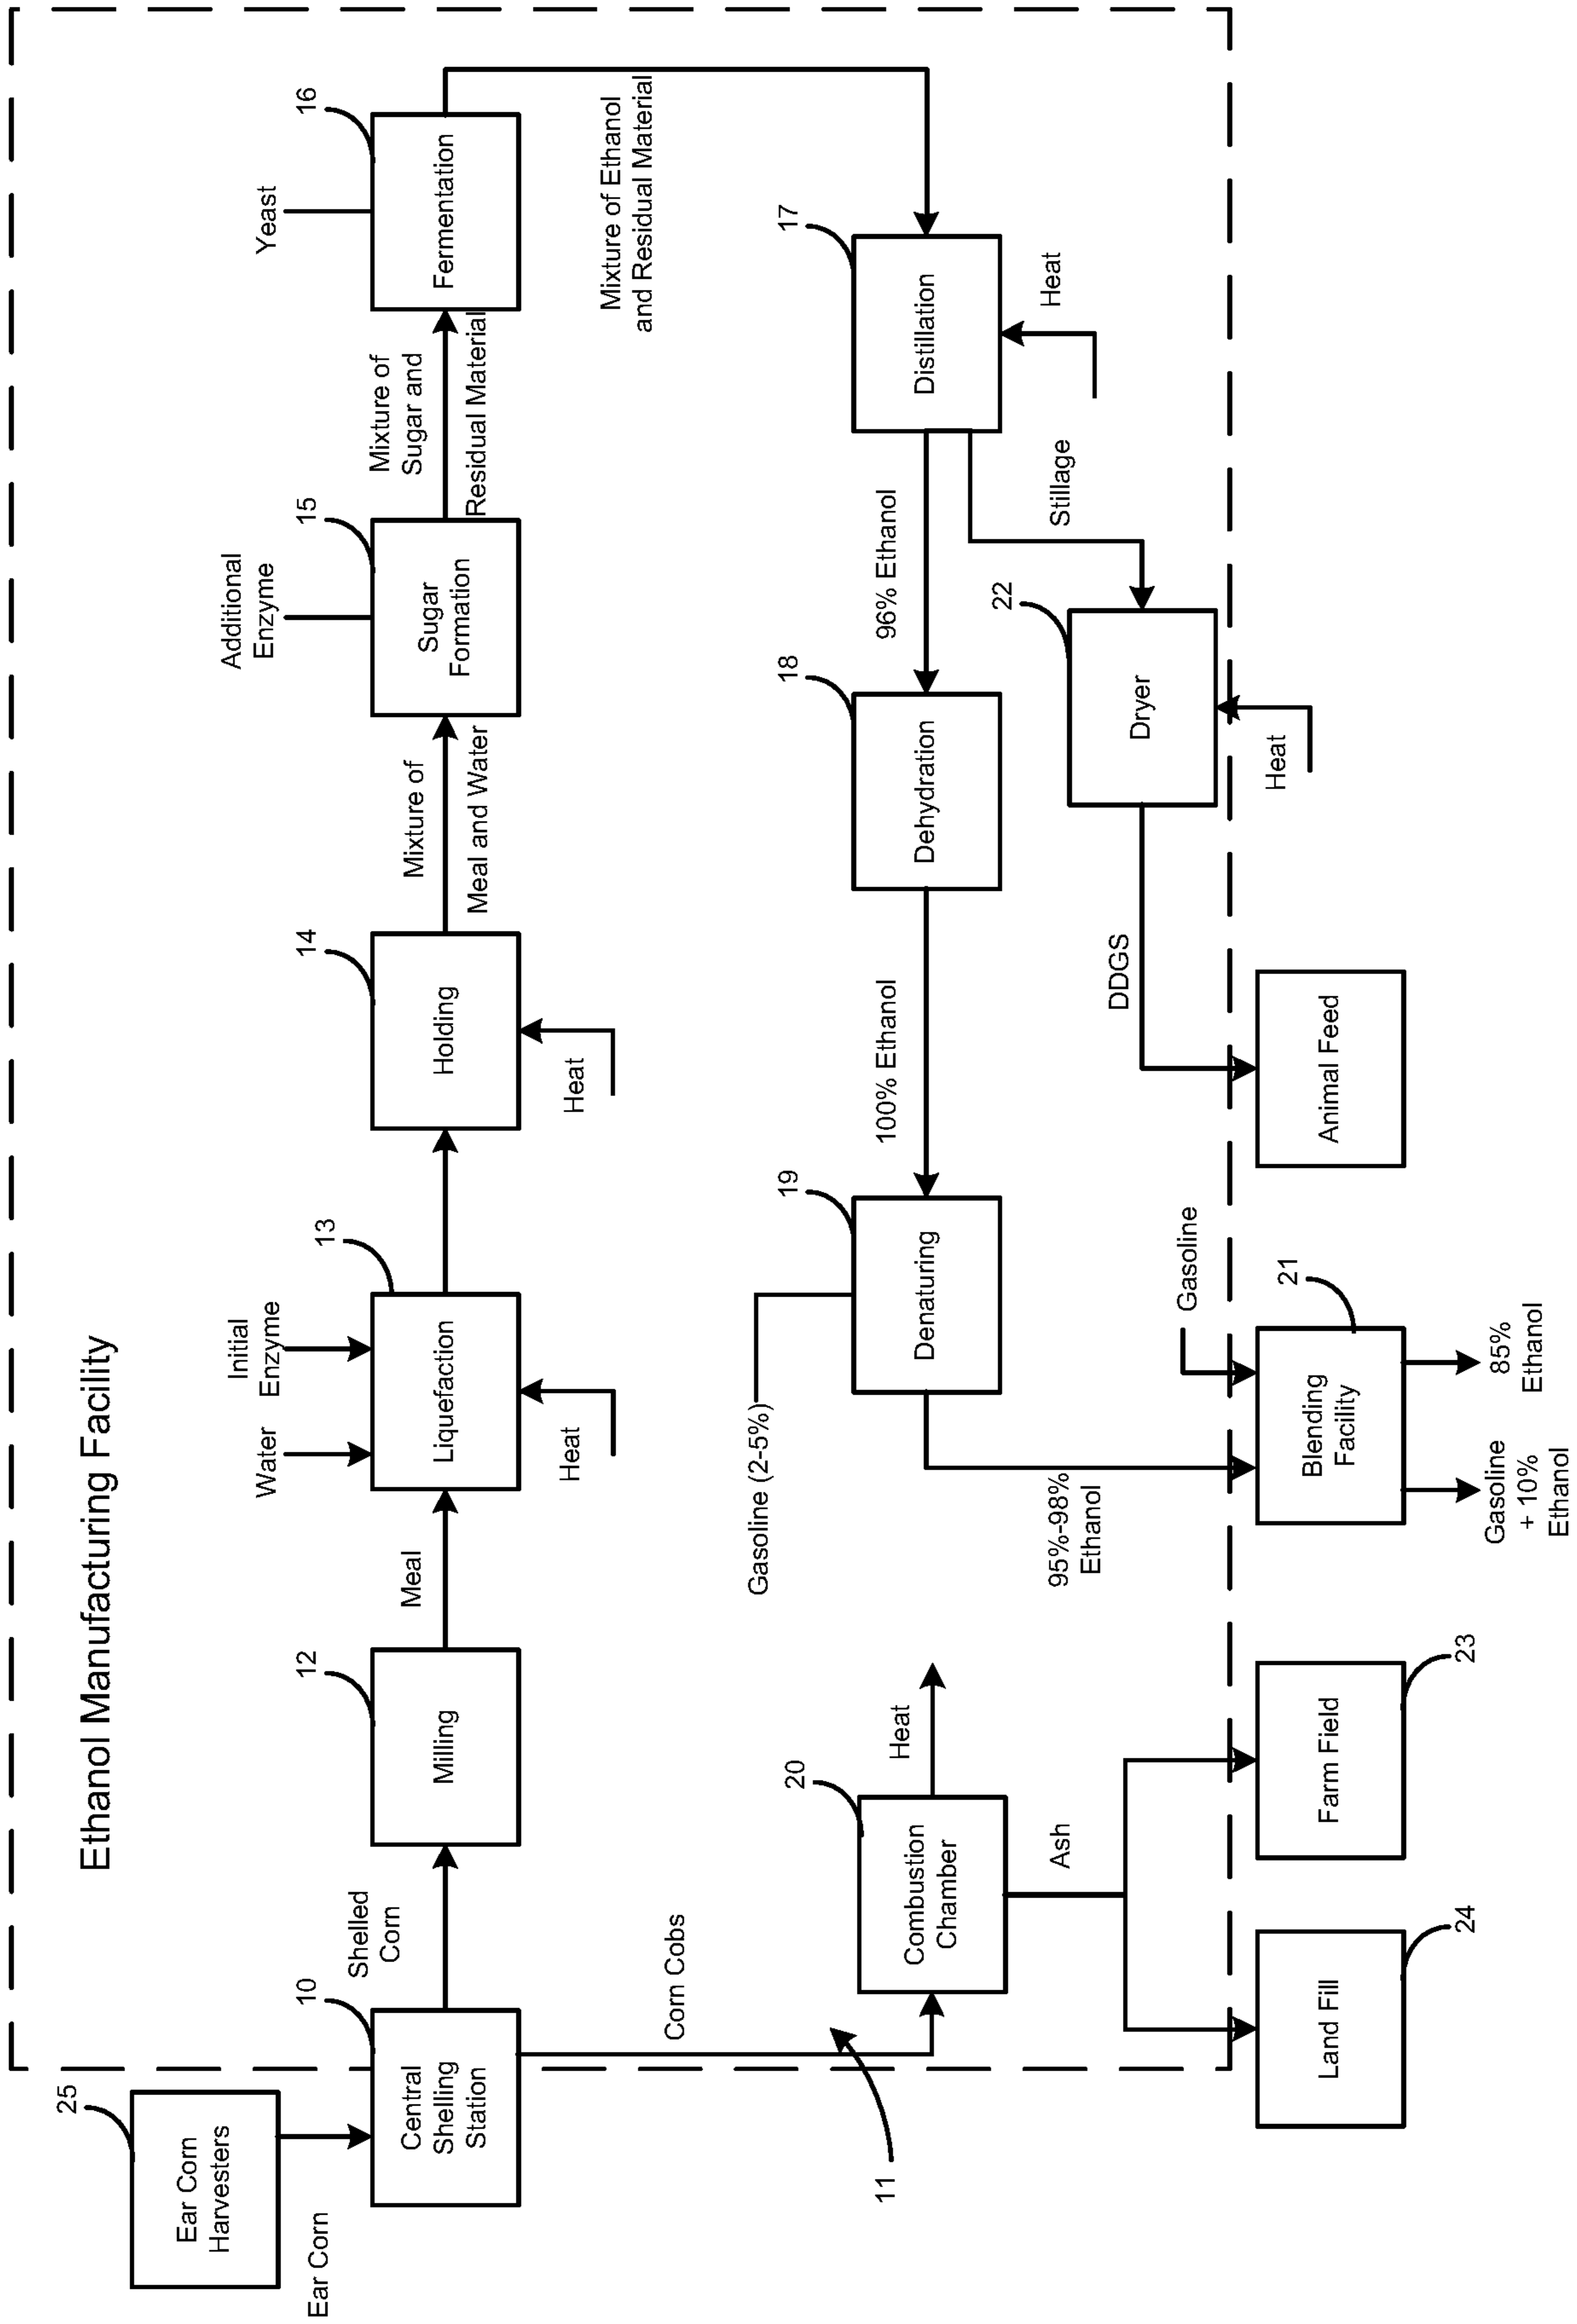 Ethanol Manufacturing Facility
25
Ear Corn
Harvesters
Ear Corn
10
Central
Shelling
Station
Shelled
Corn
12
Milling
Meal
Water
Initial
Enzyme
13
Liquefaction
Heat
14
Holding
Heat
Mixture of
Meal and Water
Additional
Enzyme
15
Sugar
Formation
Mixture of
Sugar and
Residual Material
Yeast
16
Fermentation
Mixture of Ethanol
and Residual Material
Corn Cobs
11
20
Combustion
Chamber
Heat
Ash
Gasoline (2-5%)
19
Denaturing
95%-98%
Ethanol
100% Ethanol
18
Dehydration
96% Ethanol
17
Distillation
Heat
Stillage
22
Dryer
Heat
DDGS
Gasoline
Land Fill
24
Farm Field
23
Blending
Facility
21
Gasoline
+ 10%
Ethanol
85%
Ethanol
Animal Feed